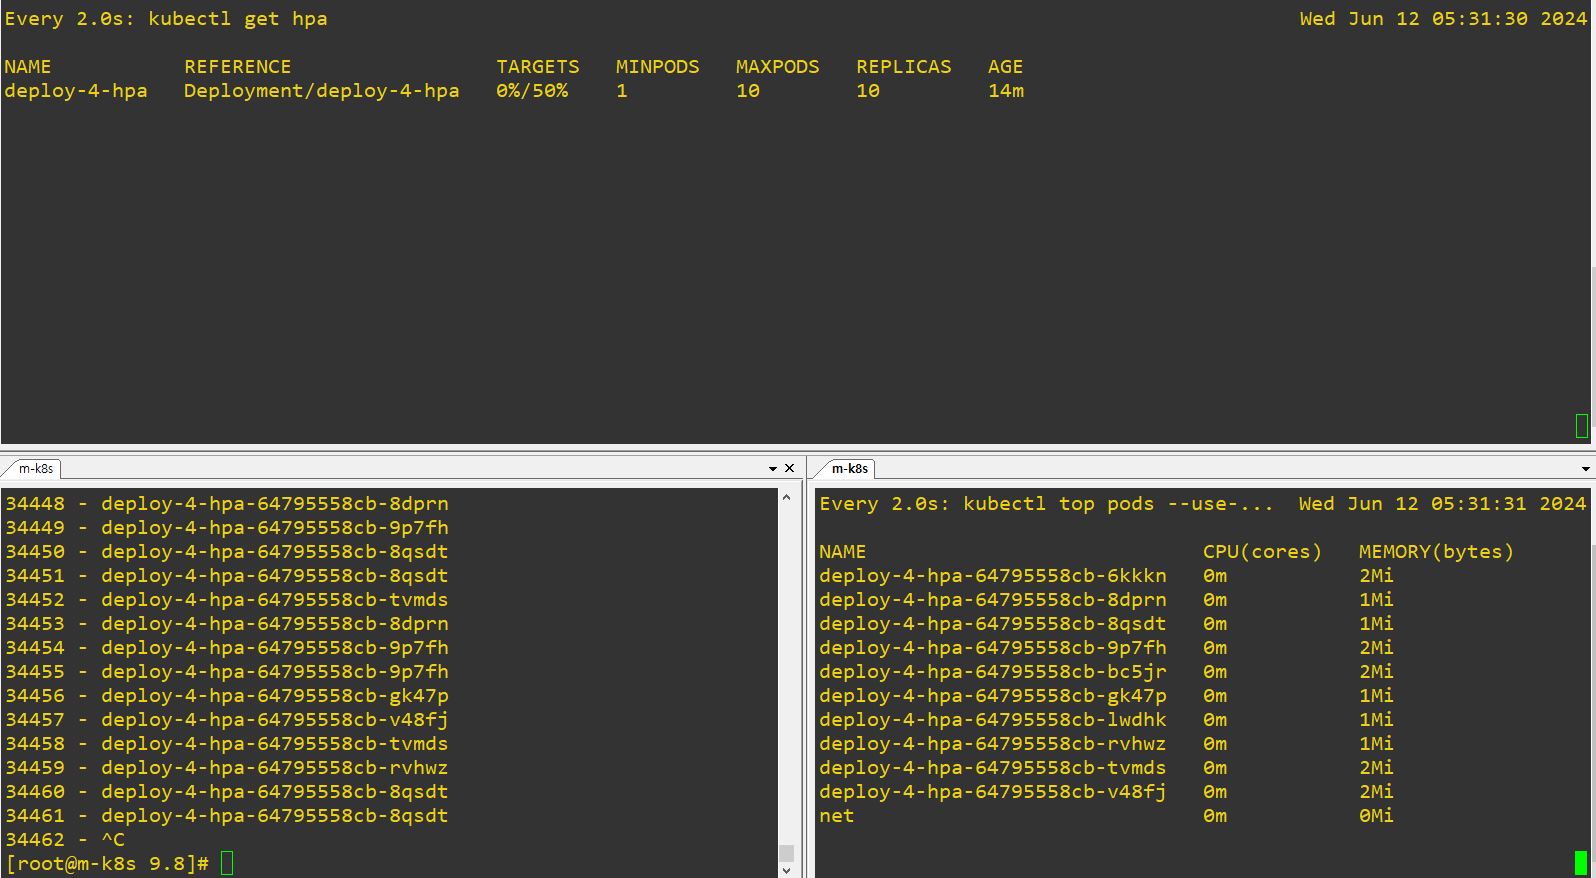 Every 2.0s: kubectl get hpa Wed Jun 12 05:31:30 2024
NAME REFERENCE TARGETS MINPODS MAXPODS REPLICAS AGE
deploy-4-hpa Deployment/deploy-4-hpa 0%/50% 1 10 10 14m
m-k8s
34448 - deploy-4-hpa-64795558cb-8dprn
34449 - deploy-4-hpa-64795558cb-9p7fh
34450 - deploy-4-hpa-64795558cb-8qsdt
34451 - deploy-4-hpa-64795558cb-8qsdt
34452 - deploy-4-hpa-64795558cb-tvmds
34453 - deploy-4-hpa-64795558cb-8dprn
34454 - deploy-4-hpa-64795558cb-9p7fh
34455 - deploy-4-hpa-64795558cb-9p7fh
34456 - deploy-4-hpa-64795558cb-gk47p
34457 - deploy-4-hpa-64795558cb-v48fj
34458 - deploy-4-hpa-64795558cb-tvmds
34459 - deploy-4-hpa-64795558cb-rvhwz
34460 - deploy-4-hpa-64795558cb-8qsdt
34461 - deploy-4-hpa-64795558cb-8qsdt
34462 - ^C
[root@m-k8s 9.8]#
m-k8s
Every 2.0s: kubectl top pods --use-... Wed Jun 12 05:31:31 2024
NAME CPU(cores) MEMORY(bytes)
deploy-4-hpa-64795558cb-6kkkn 0m 2Mi
deploy-4-hpa-64795558cb-8dprn 0m 1Mi
deploy-4-hpa-64795558cb-8qsdt 0m 1Mi
deploy-4-hpa-64795558cb-9p7fh 0m 2Mi
deploy-4-hpa-64795558cb-bc5jr 0m 2Mi
deploy-4-hpa-64795558cb-gk47p 0m 1Mi
deploy-4-hpa-64795558cb-lwdhk 0m 1Mi
deploy-4-hpa-64795558cb-rvhwz 0m 1Mi
deploy-4-hpa-64795558cb-tvmds 0m 2Mi
deploy-4-hpa-64795558cb-v48fj 0m 2Mi
net 0m 0Mi